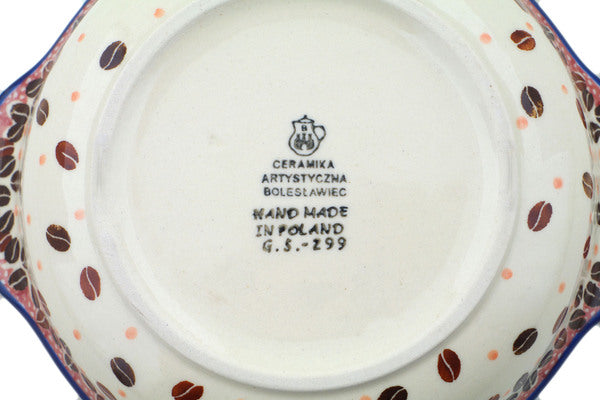 B
CERAMIKA
ARTYSTYCZNA
BOLESŁAWIEC
HAND MADE
IN POLAND
G.S.-299